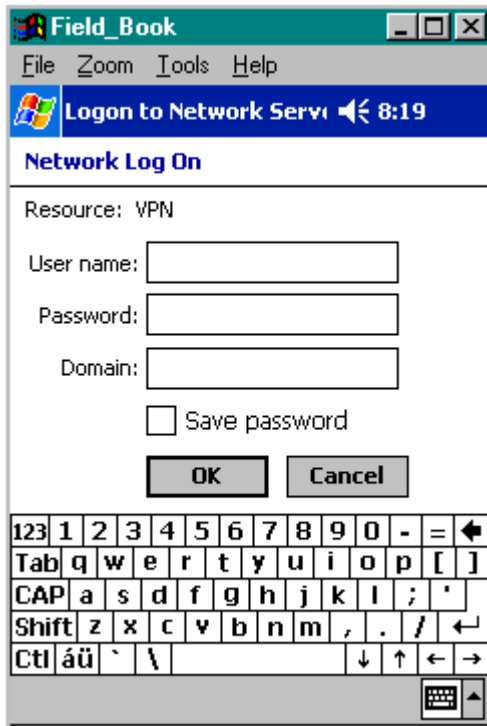 Field_Book
File Zoom Tools Help
Logon to Network Serve 8:19
Network Log On
Resource: VPN
User name:
Password:
Domain:
Save password
OK Cancel
123 1 2 3 4 5 6 7 8 9 0 - =
Tab q w e r t y u i o p [ ]
CAP a s d f g h j k l ; '
Shift z x c v b n m , . / ↵
Ctl áü ` \ ↓ ↑ ← →